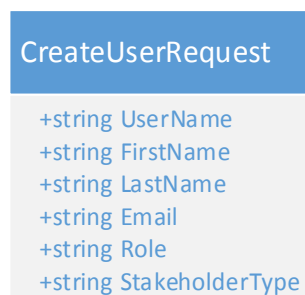 CreateUserRequest
+string UserName
+string FirstName
+string LastName
+string Email
+string Role
+string StakeholderType